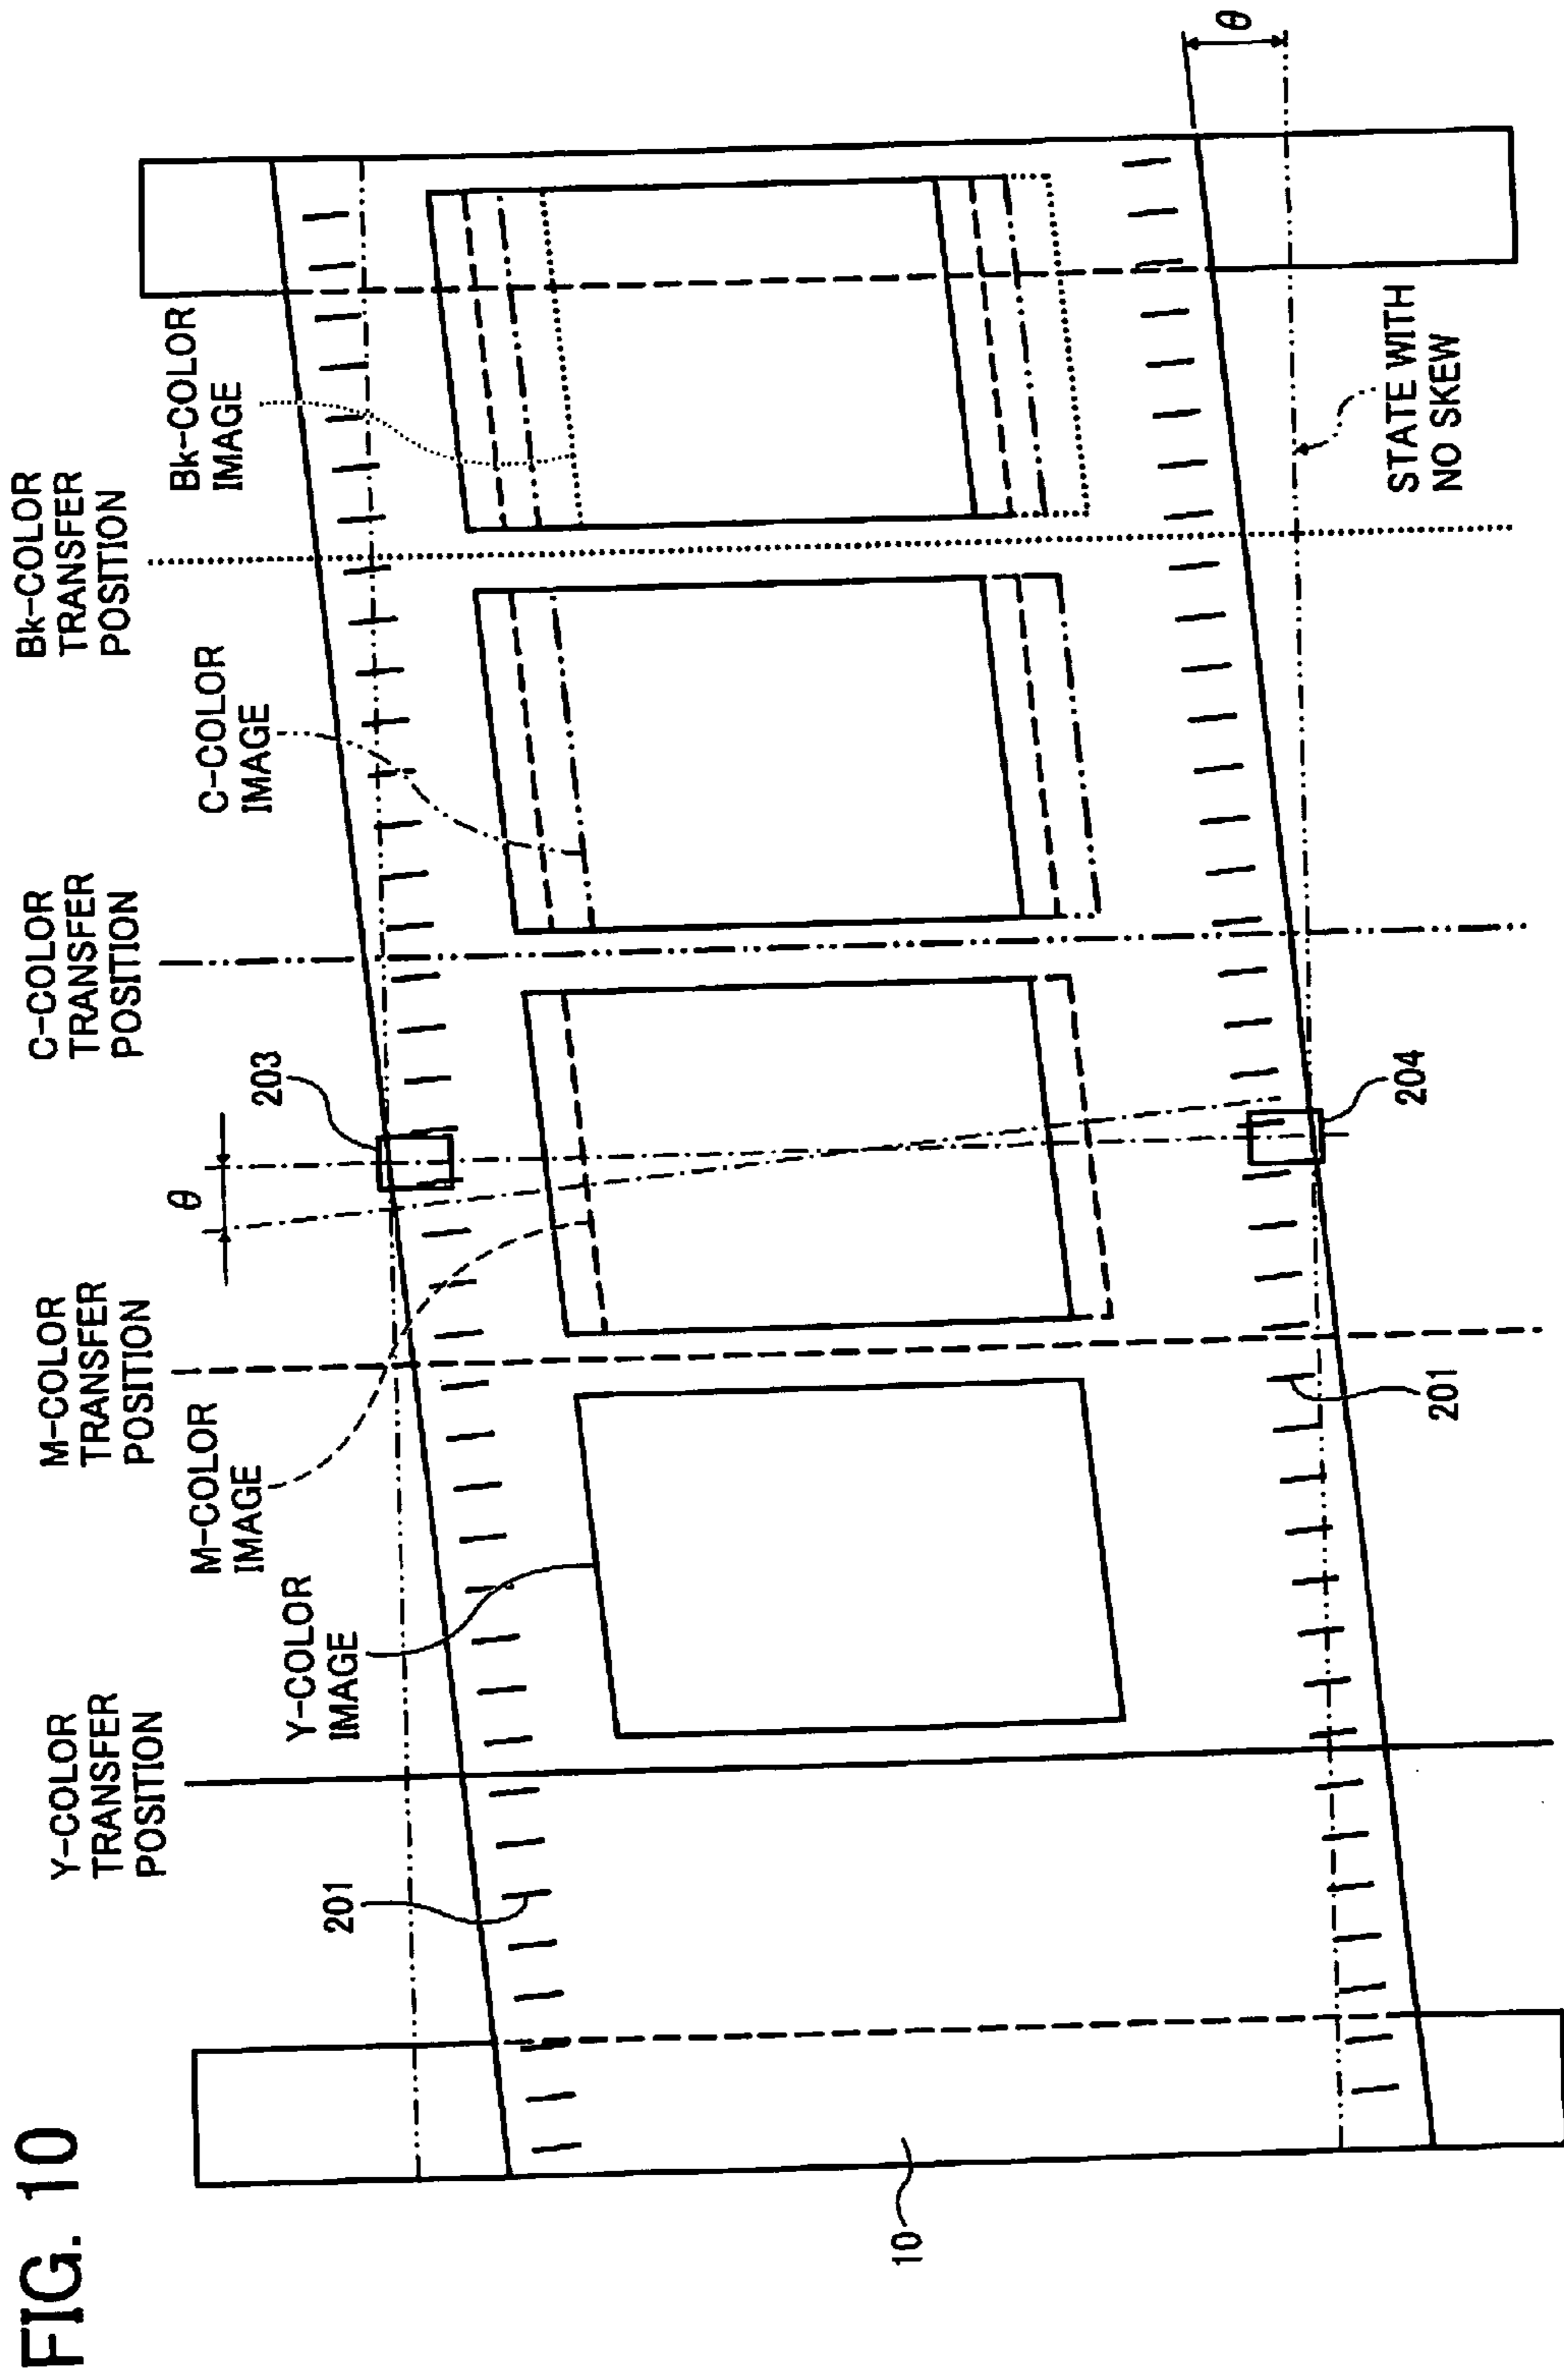 FIG. 10
Y-COLOR
TRANSFER
POSITION
M-COLOR
TRANSFER
POSITION
C-COLOR
TRANSFER
POSITION
Bk-COLOR
TRANSFER
POSITION
Y-COLOR
IMAGE
M-COLOR
IMAGE
C-COLOR
IMAGE
Bk-COLOR
IMAGE
θ
203
201
10
201
204
STATE WITH
NO SKEW
θ